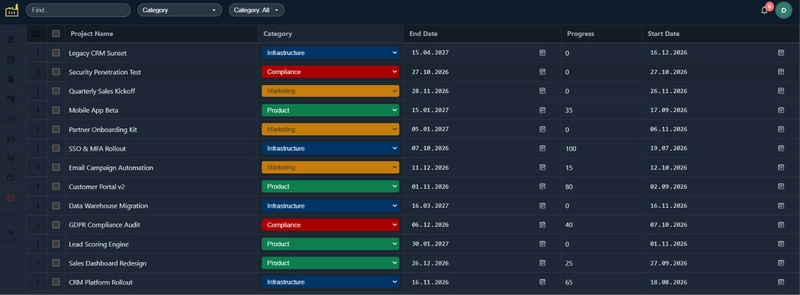 Find... Category Category: All 5 D
Project Name Category End Date Progress Start Date
Legacy CRM Sunset Infrastructure 15.04.2027 0 16.12.2026
Security Penetration Test Compliance 27.10.2026 0 27.10.2026
Quarterly Sales Kickoff Marketing 28.11.2026 0 26.11.2026
Mobile App Beta Product 15.01.2027 35 17.09.2026
Partner Onboarding Kit Marketing 05.01.2027 0 06.11.2026
SSO & MFA Rollout Infrastructure 07.10.2026 100 19.07.2026
Email Campaign Automation Marketing 11.12.2026 15 12.10.2026
Customer Portal v2 Product 01.11.2026 80 02.09.2026
Data Warehouse Migration Infrastructure 16.03.2027 0 16.11.2026
GDPR Compliance Audit Compliance 06.12.2026 40 07.10.2026
Lead Scoring Engine Product 30.01.2027 0 01.11.2026
Sales Dashboard Redesign Product 26.12.2026 25 27.09.2026
CRM Platform Rollout Infrastructure 16.11.2026 65 18.08.2026